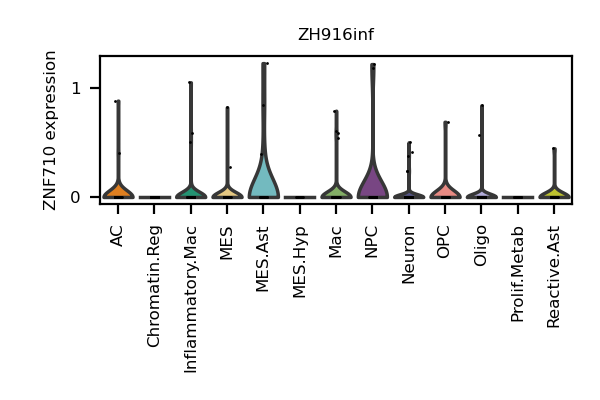 ZH916inf
ZNF710 expression
1
0
AC
Chromatin.Reg
Inflammatory.Mac
MES
MES.Ast
MES.Hyp
Mac
NPC
Neuron
OPC
Oligo
Prolif.Metab
Reactive.Ast